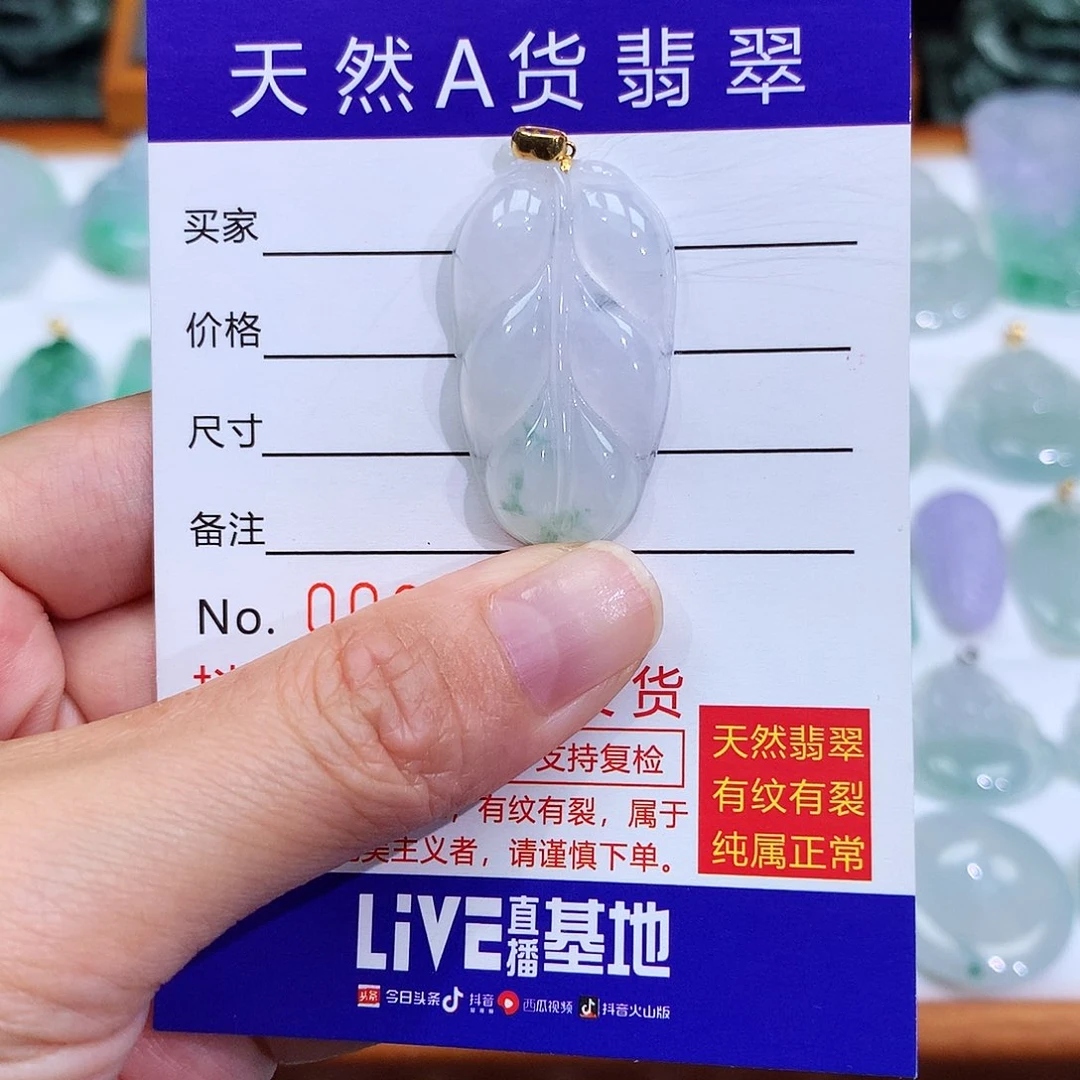 天然A货翡翠
买家
价格
尺寸
备注
No. 00
货
支持复检
有纹有裂，属于
主义者，请谨慎下单。
天然翡翠
有纹有裂
纯属正常
LiVE直播基地
头条 今日头条 抖音 西瓜视频 抖音火山版